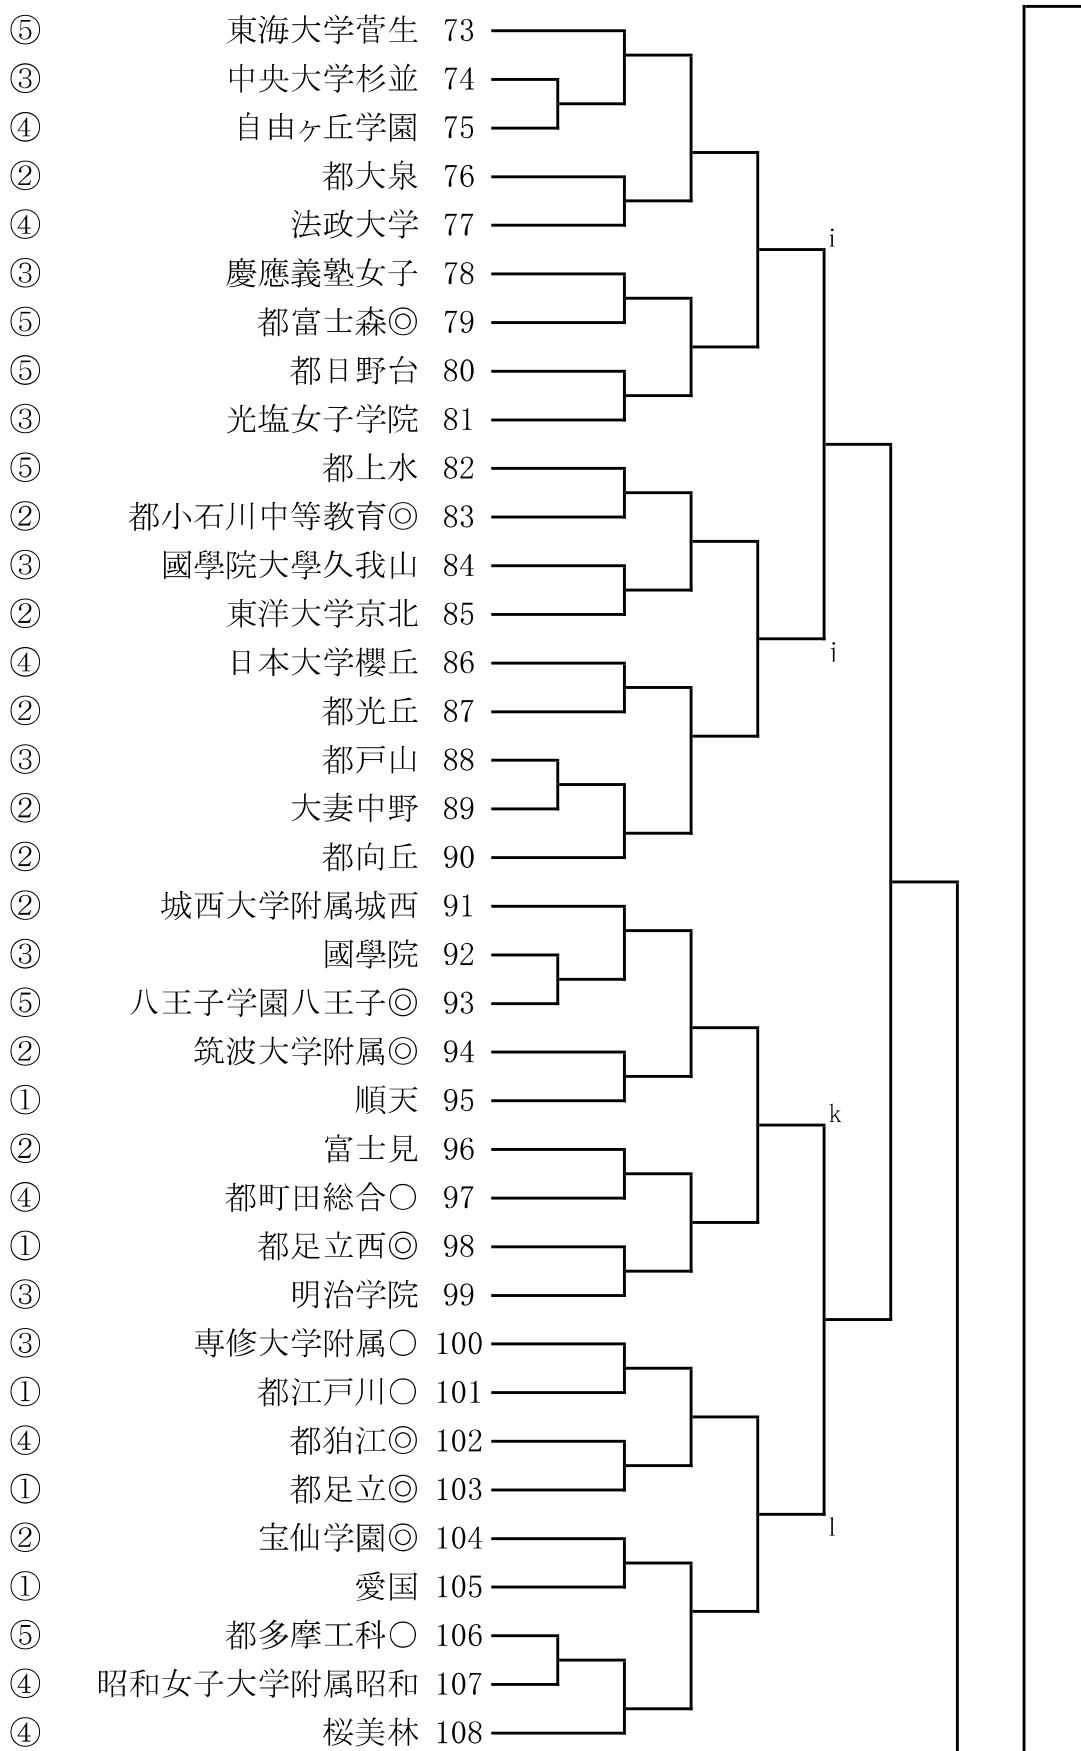 ⑤ 東海大学菅生 73
③ 中央大学杉並 74
④ 自由ヶ丘学園 75
② 都大泉 76
④ 法政大学 77
i
③ 慶應義塾女子 78
⑤ 都富士森◎ 79
⑤ 都日野台 80
③ 光塩女子学院 81
⑤ 都上水 82
② 都小石川中等教育◎ 83
③ 國學院大學久我山 84
② 東洋大学京北 85
④ 日本大学櫻丘 86
j
② 都光丘 87
③ 都戸山 88
② 大妻中野 89
② 都向丘 90
② 城西大学附属城西 91
③ 國學院 92
⑤ 八王子学園八王子◎ 93
② 筑波大学附属◎ 94
① 順天 95
k
② 富士見 96
④ 都町田総合○ 97
① 都足立西◎ 98
③ 明治学院 99
③ 専修大学附属○ 100
① 都江戸川○ 101
④ 都狛江◎ 102
① 都足立◎ 103
l
② 宝仙学園◎ 104
① 愛国 105
⑤ 都多摩工科○ 106
④ 昭和女子大学附属昭和 107
④ 桜美林 108